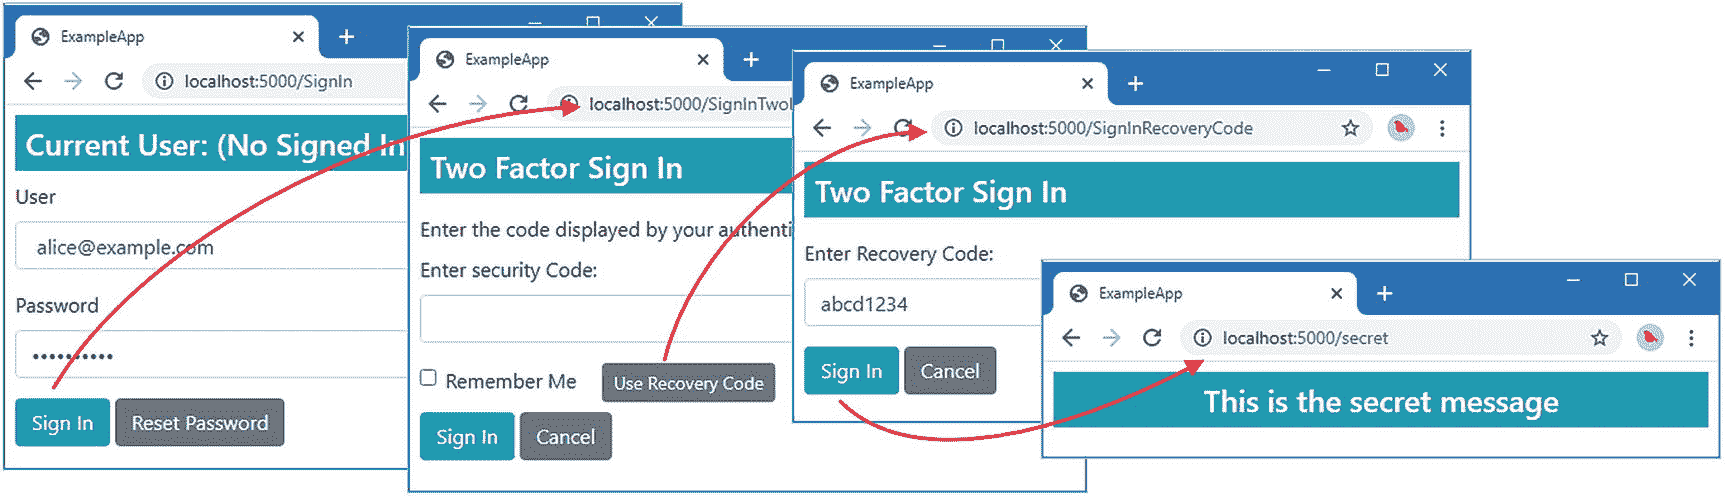 ExampleApp
localhost:5000/SignIn
Current User: (No Signed In
User
alice@example.com
Password
••••••••••
Sign In
Reset Password
ExampleApp
localhost:5000/SignInTwo
Two Factor Sign In
Enter the code displayed by your authenti
Enter security Code:
Remember Me
Use Recovery Code
Sign In
Cancel
ExampleApp
localhost:5000/SignInRecoveryCode
Two Factor Sign In
Enter Recovery Code:
abcd1234
Sign In
Cancel
ExampleApp
localhost:5000/secret
This is the secret message